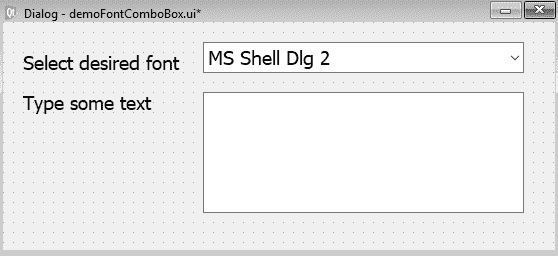 Dialog - demoFontComboBox.ui*
Select desired font MS Shell Dlg 2
Type some text